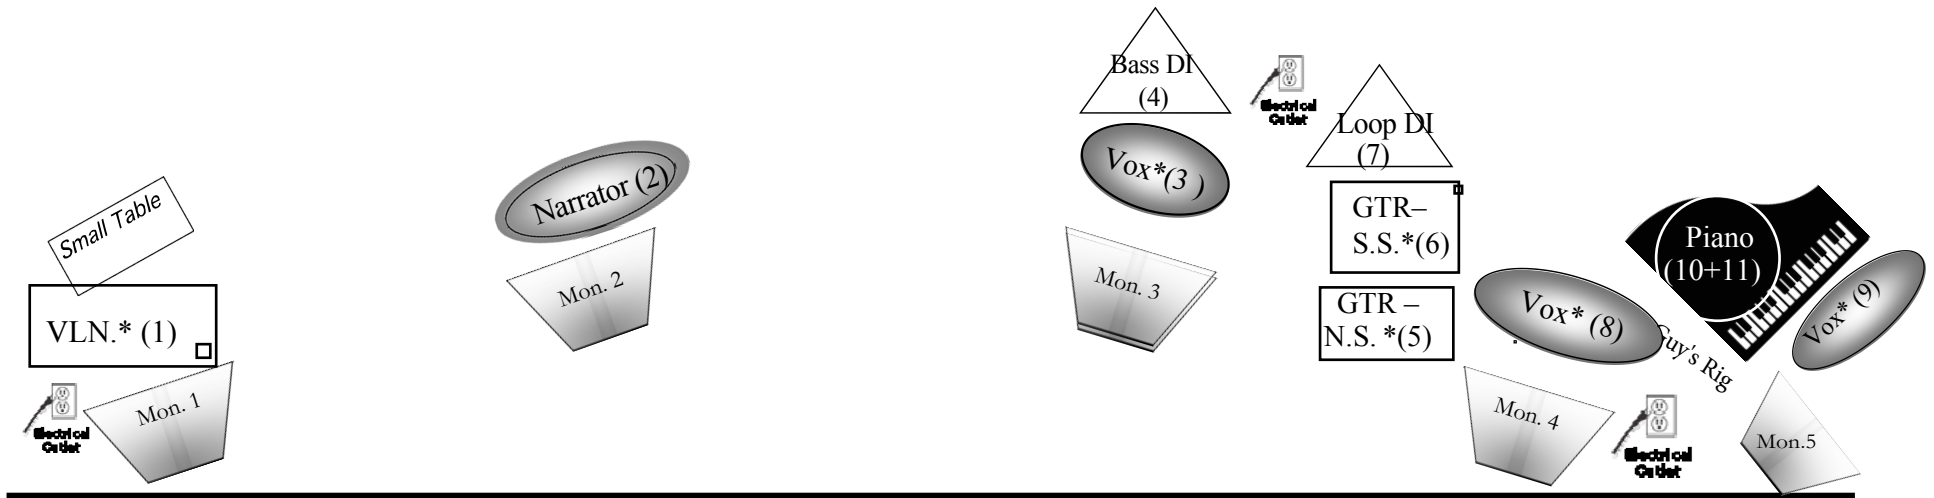 Small Table
VLN.* (1)
Electrical
Outlet
Mon. 1
Narrator (2)
Mon. 2
Bass DI
(4)
Vox*(3 )
Mon. 3
Electrical
Outlet
Loop DI
(7)
GTR–
S.S.*(6)
GTR –
N.S. *(5)
Vox* (8)
Mon. 4
Guy's Rig
Electrical
Outlet
Piano
(10+11)
Vox* (9)
Mon.5